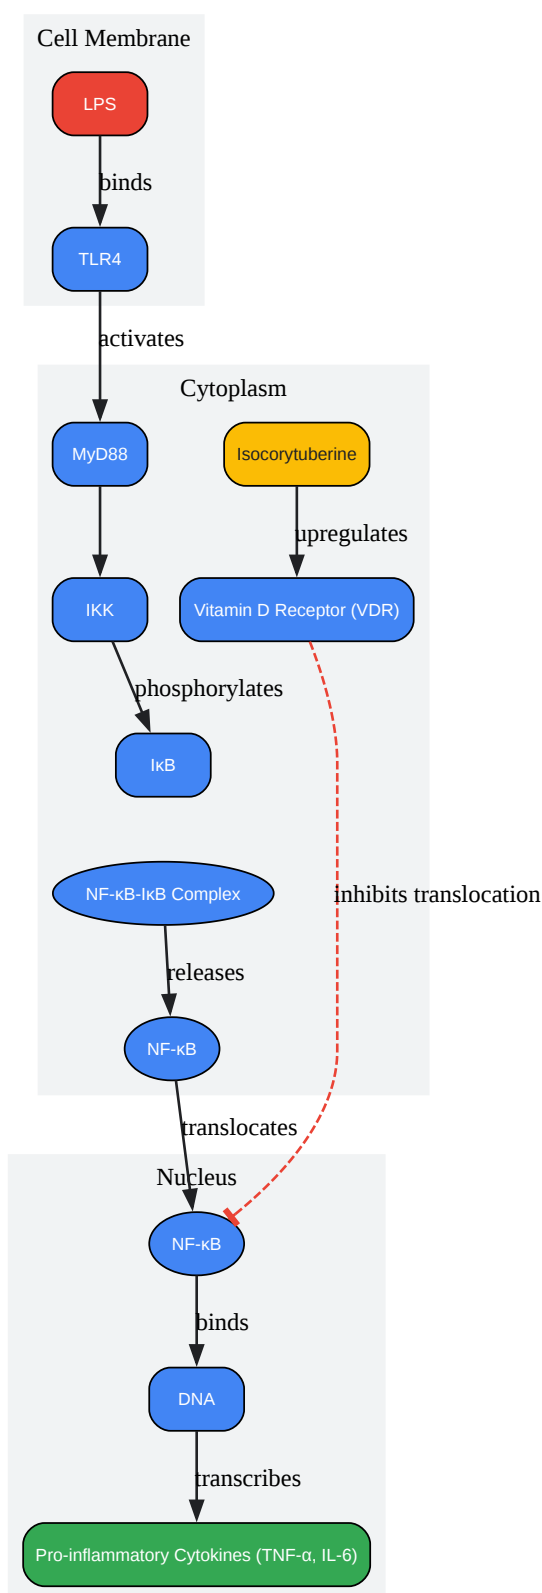 Cell Membrane
LPS
binds
TLR4
activates
Cytoplasm
MyD88
Isocorytuberine
upregulates
IKK
Vitamin D Receptor (VDR)
phosphorylates
IκB
NF-κB-IκB Complex
inhibits translocation
releases
NF-κB
translocates
Nucleus
NF-κB
binds
DNA
transcribes
Pro-inflammatory Cytokines (TNF-α, IL-6)